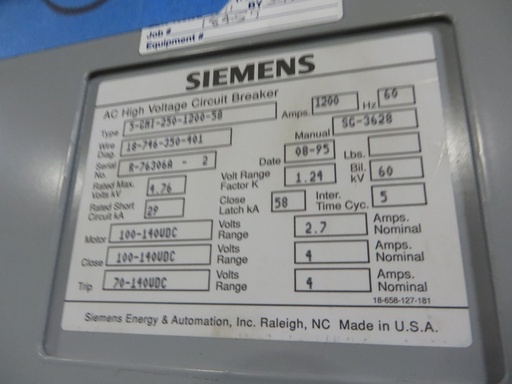 BY
Job #
Equipment #
SIEMENS
AC High Voltage Circuit Breaker
Type 5-GMI-250-1200-58 Amps. 1200 Hz 60
Wire Diag. 18-746-350-401 Manual SG-3628
Serial No. R-76306A - 2 Date 08-95 Lbs.
Rated Max. Volts kV 4.76 Volt Range Factor K 1.24 Bil. kV 60
Rated Short Circuit kA 29 Close Latch kA 58 Inter. Time Cyc. 5
Motor 100-140VDC Volts Range 2.7 Amps. Nominal
Close 100-140VDC Volts Range 4 Amps. Nominal
Trip 70-140VDC Volts Range 4 Amps. Nominal
18-658-127-181
Siemens Energy & Automation, Inc. Raleigh, NC Made in U.S.A.